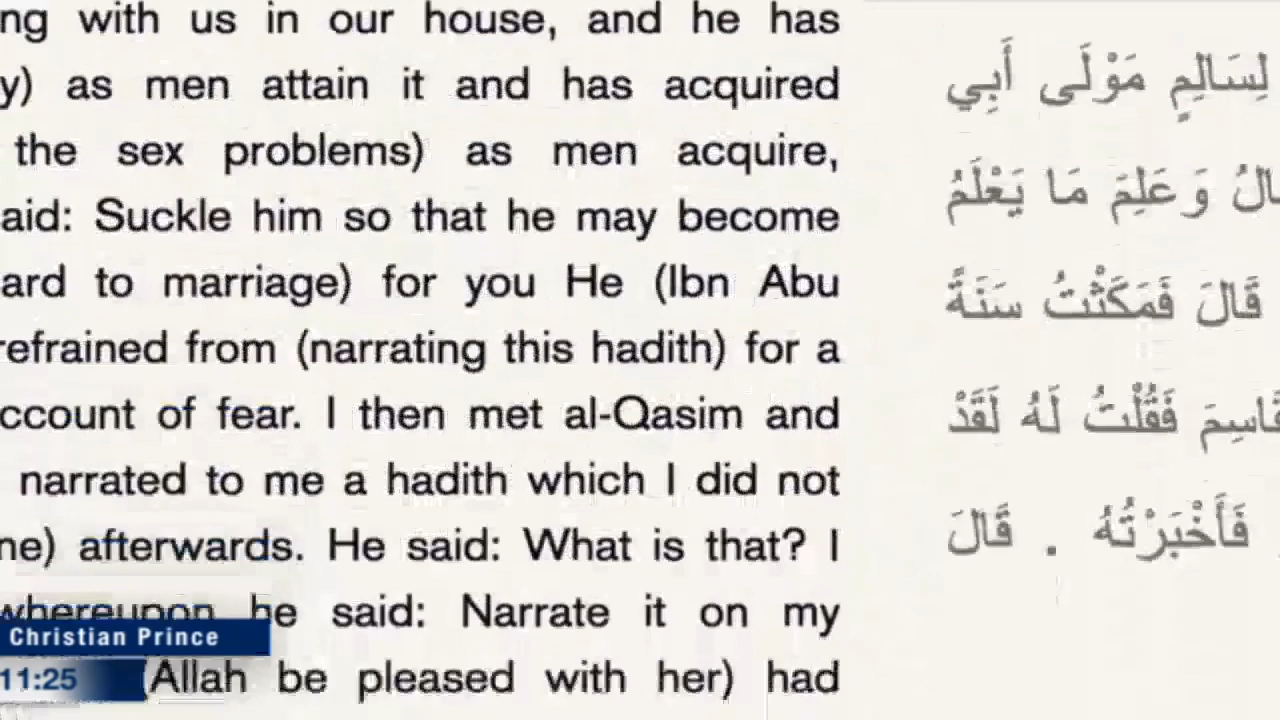 ng with us in our house, and he has
y) as men attain it and has acquired
the sex problems) as men acquire,
aid: Suckle him so that he may become
ard to marriage) for you He (Ibn Abu
refrained from (narrating this hadith) for a
ccount of fear. I then met al-Qasim and
narrated to me a hadith which I did not
ne) afterwards. He said: What is that? I
whereupon he said: Narrate it on my
(Allah be pleased with her) had
لِسَالِمٍ مَوْلَى أَبِي
الُ وَعَلِمَ مَا يَعْلَمُ
قَالَ فَمَكَثْتُ سَنَةً
قَاسِمَ فَقُلْتُ لَهُ لَقَدْ
فَأَخْبَرْتُهُ . قَالَ
Christian Prince
11:25